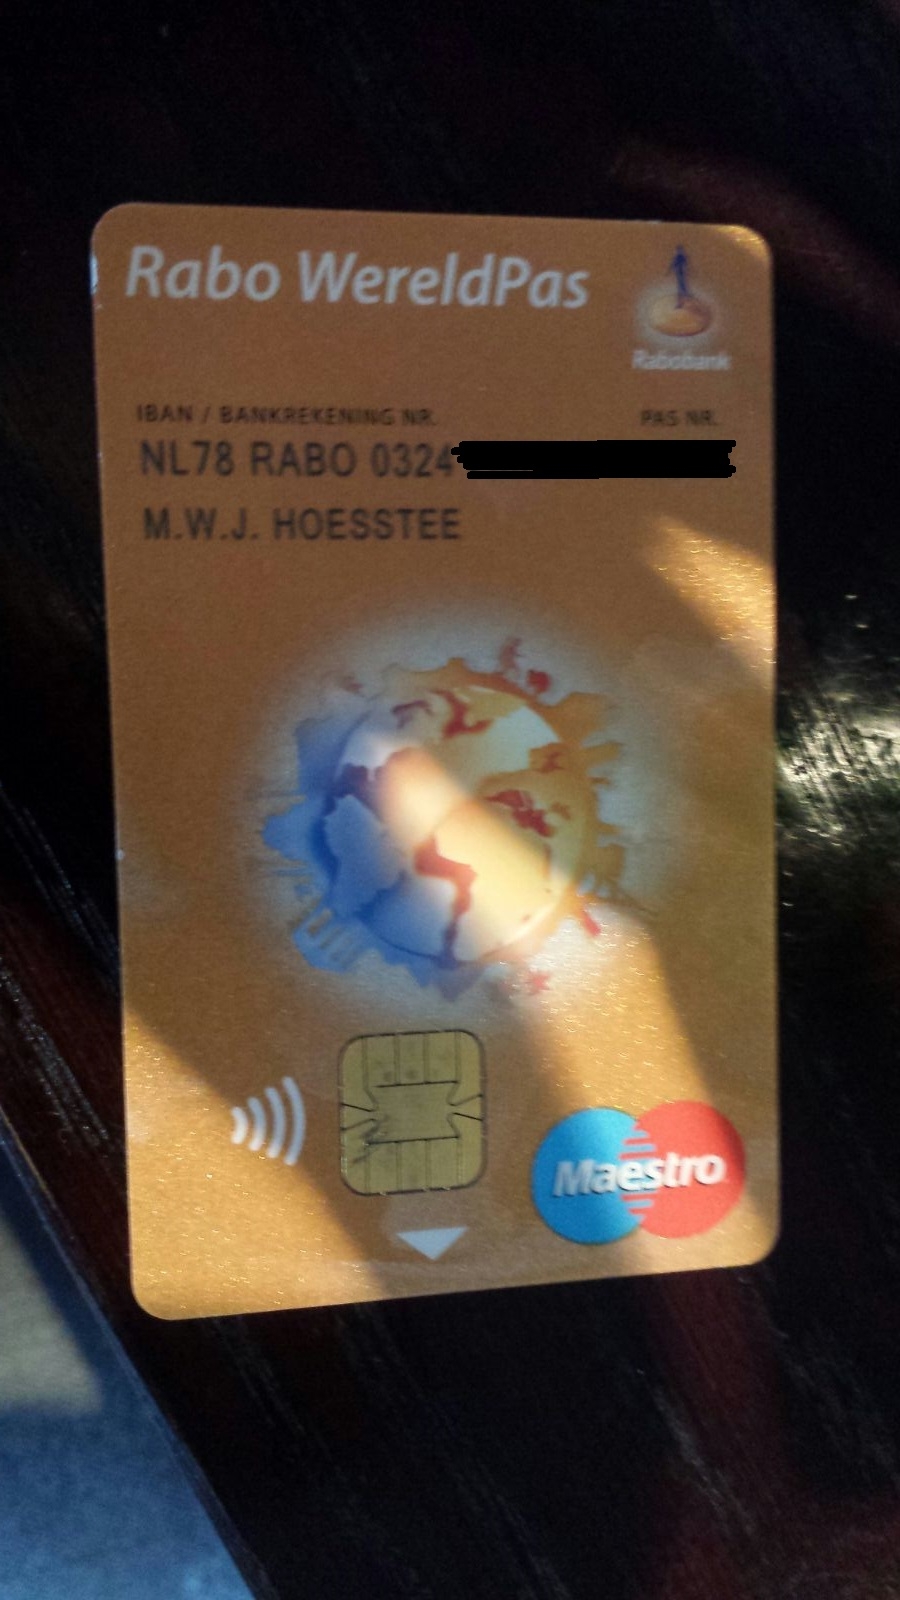 Rabo WereldPas
Rabobank
IBAN / BANKREKENING NR. PAS NR.
NL78 RABO 0324
M.W.J. HOESSTEE
Maestro